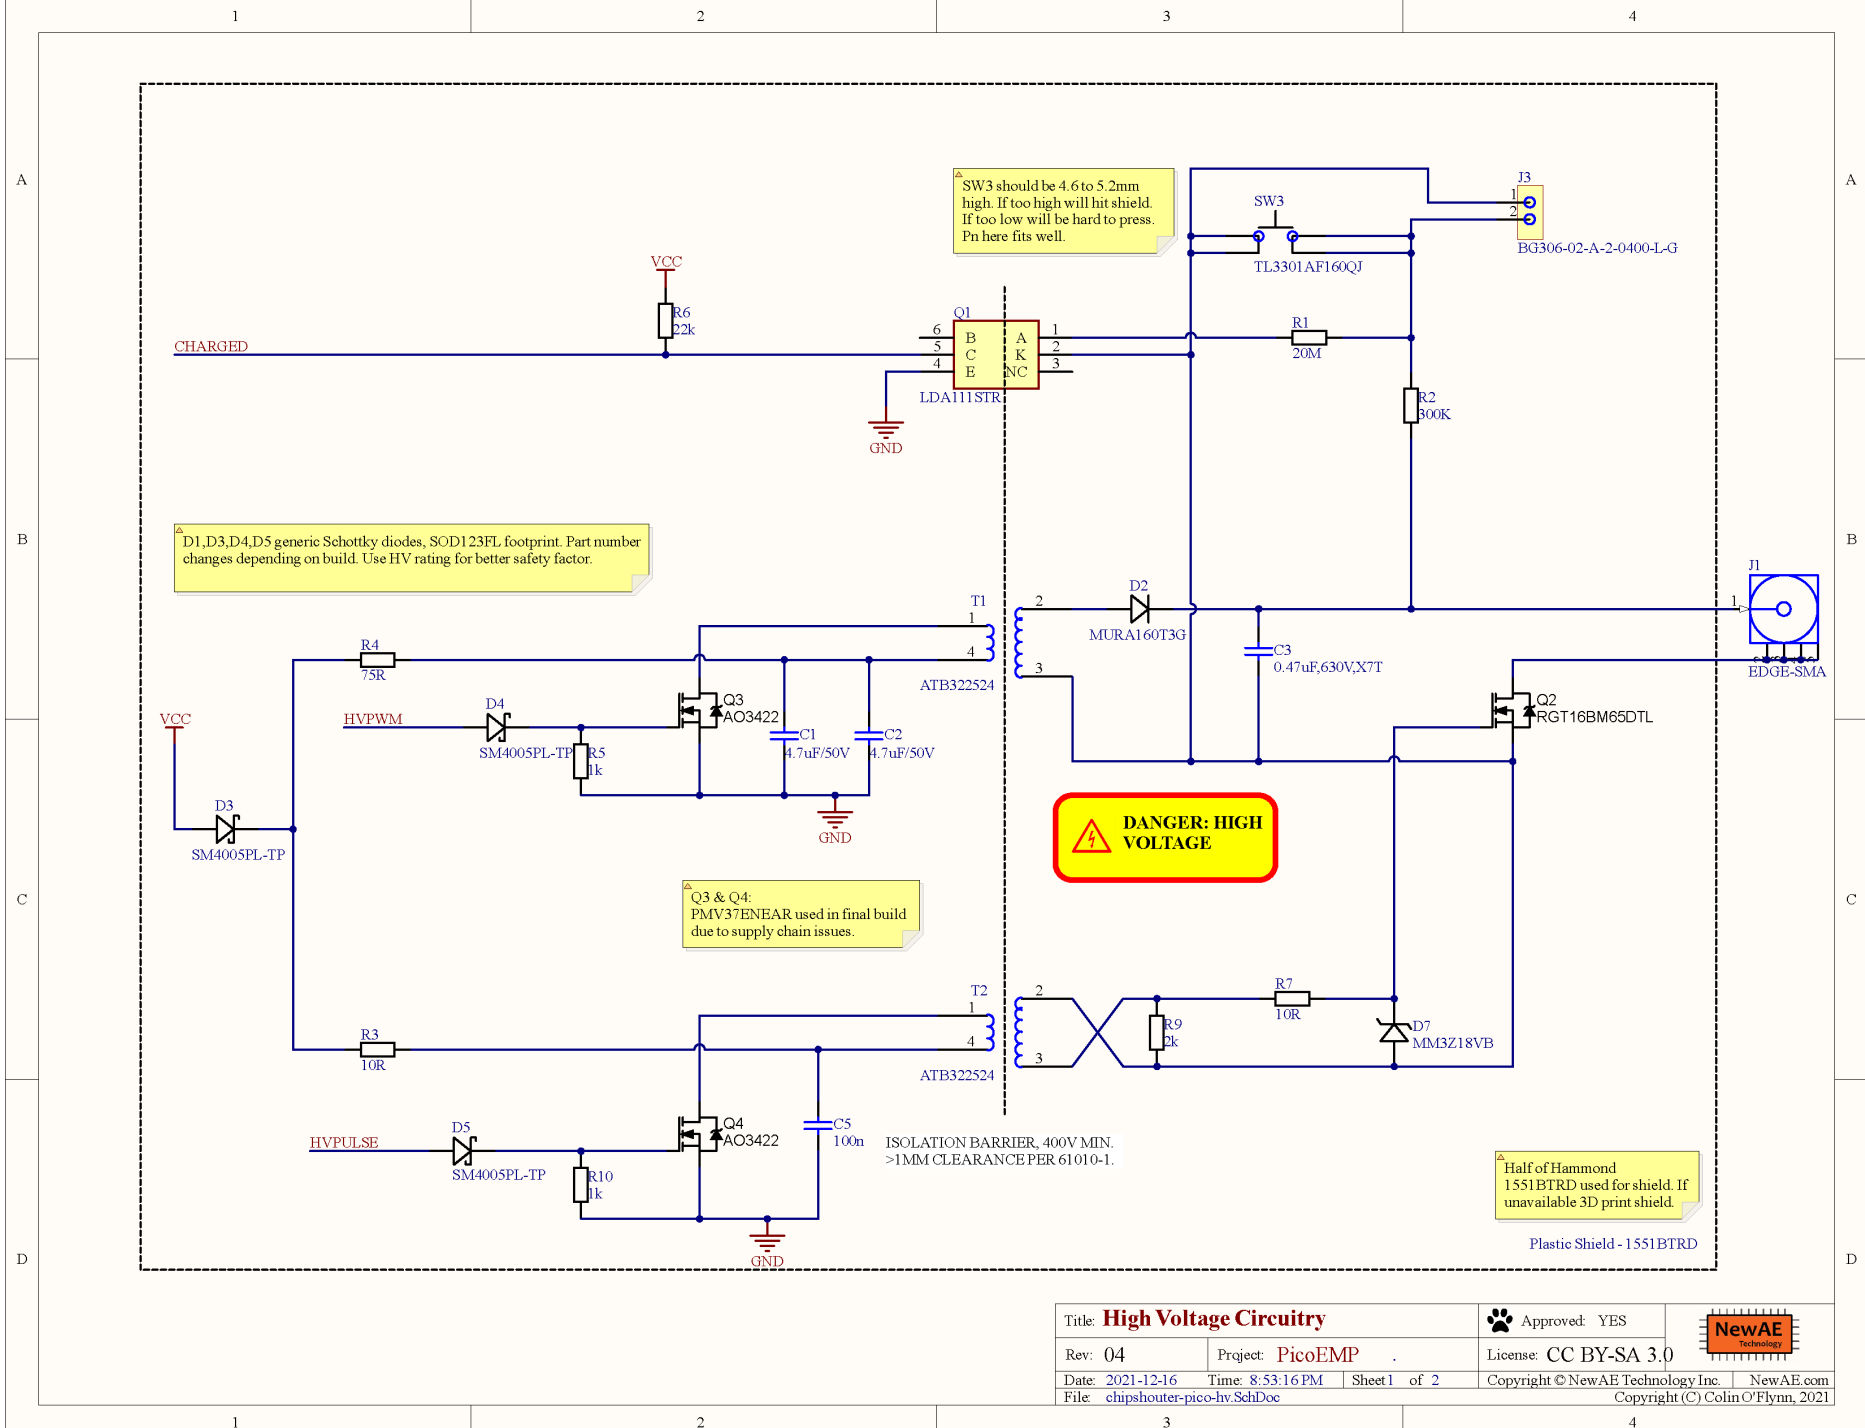 1 2 3 4
A
B
C
D
A
B
C
D
SW3 should be 4.6 to 5.2mm
high. If too high will hit shield.
If too low will be hard to press.
Pn here fits well.
SW3
TL3301AF160QJ
J3
1
2
BG306-02-A-2-0400-L-G
VCC
R6
22k
CHARGED
Q1
6 B A 1
5 C K 2
4 E NC 3
LDA111STR
GND
R1
20M
R2
300K
D1,D3,D4,D5 generic Schottky diodes, SOD123FL footprint. Part number
changes depending on build. Use HV rating for better safety factor.
T1
1
4
2
3
ATB322524
D2
MURA160T3G
C3
0.47uF,630V,X7T
J1
1
EDGE-SMA
R4
75R
VCC
HVPWM
D4
SM4005PL-TP
R5
1k
Q3
AO3422
C1
4.7uF/50V
C2
4.7uF/50V
GND
Q2
RGT16BM65DTL
D3
SM4005PL-TP
DANGER: HIGH
VOLTAGE
Q3 & Q4:
PMV37ENEAR used in final build
due to supply chain issues.
T2
1
4
2
3
ATB322524
R3
10R
R7
10R
R9
2k
D7
MM3Z18VB
HVPULSE
D5
SM4005PL-TP
R10
1k
Q4
AO3422
C5
100n
GND
ISOLATION BARRIER, 400V MIN.
>1MM CLEARANCE PER 61010-1.
Half of Hammond
1551BTRD used for shield. If
unavailable 3D print shield.
Plastic Shield - 1551BTRD
Title: High Voltage Circuitry
Approved: YES
NewAE
Technology
Rev: 04 Project: PicoEMP .
License: CC BY-SA 3.0
Date: 2021-12-16 Time: 8:53:16 PM Sheet 1 of 2
Copyright © NewAE Technology Inc. NewAE.com
File: chipshouter-pico-hv.SchDoc
Copyright (C) Colin O'Flynn, 2021
1 2 3 4